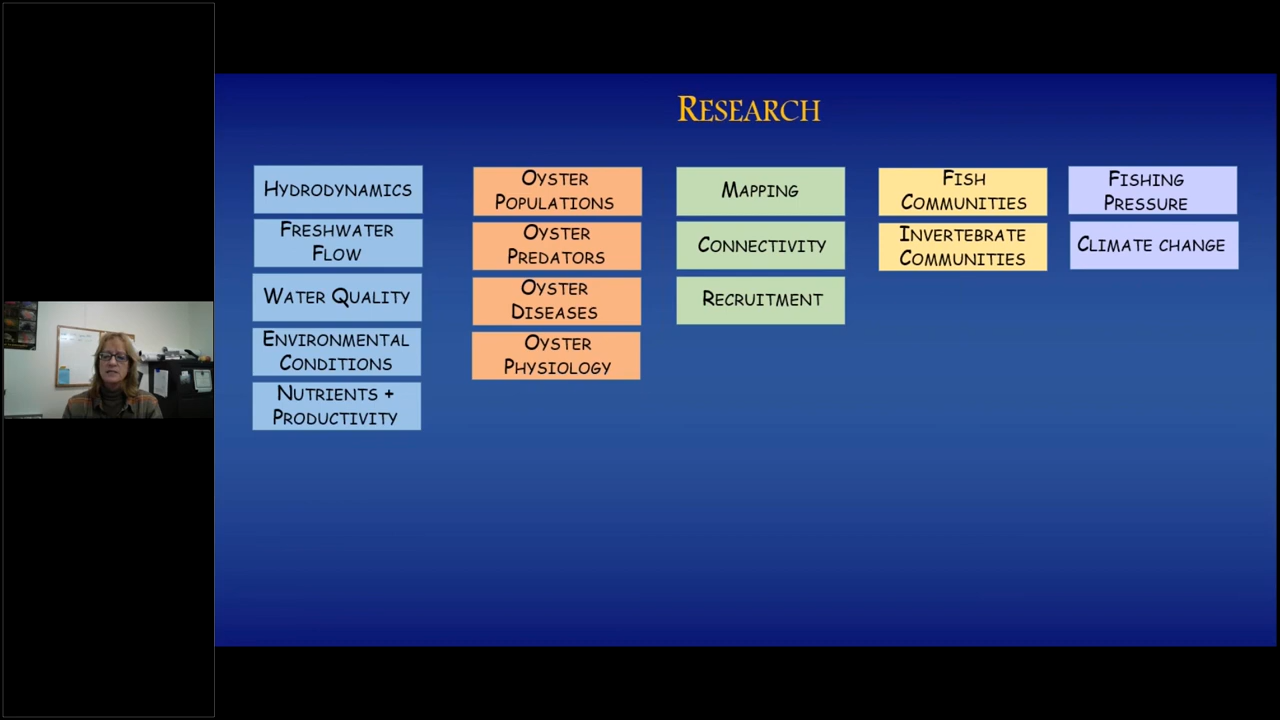 Research
Hydrodynamics
Freshwater
Flow
Water Quality
Environmental
Conditions
Nutrients +
Productivity
Oyster
Populations
Oyster
Predators
Oyster
Diseases
Oyster
Physiology
Mapping
Connectivity
Recruitment
Fish
Communities
Invertebrate
Communities
Fishing
Pressure
Climate change